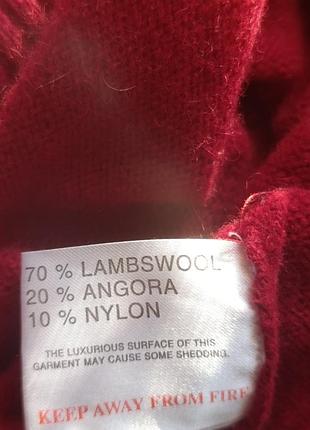 70 % LAMBSWOOL
20 % ANGORA
10 % NYLON
THE LUXURIOUS SURFACE OF THIS
GARMENT MAY CAUSE SOME SHEDDING.
KEEP AWAY FROM FIRE